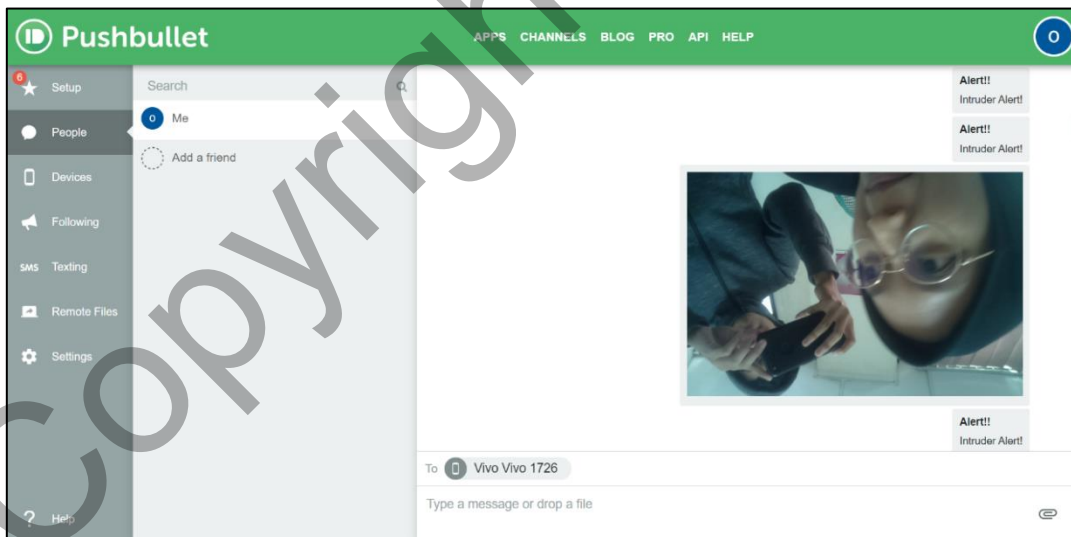 Pushbullet
APPS CHANNELS BLOG PRO API HELP
O
6
Setup
People
Devices
Following
SMS Texting
Remote Files
Settings
? Help
Search
O Me
Add a friend
Alert!!
Intruder Alert!
Alert!!
Intruder Alert!
Alert!!
Intruder Alert!
To Vivo Vivo 1726
Type a message or drop a file
Copyright